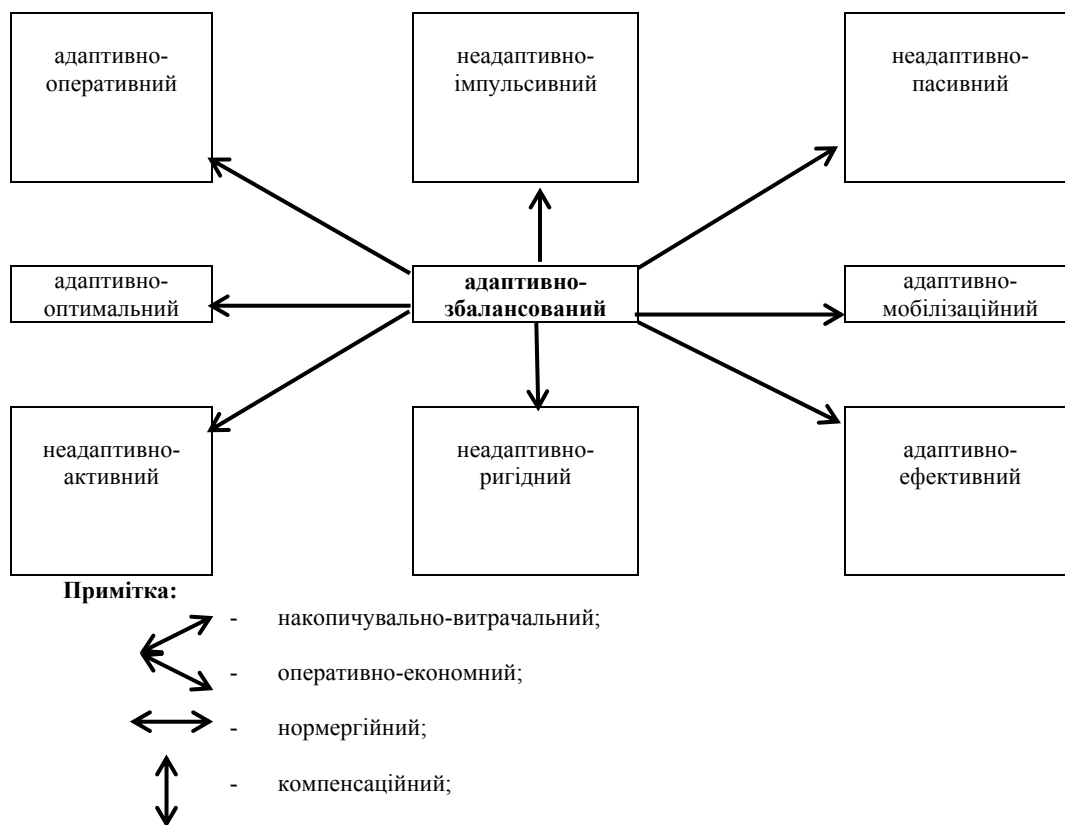 адаптивно-
оперативний
неадаптивно-
імпульсивний
неадаптивно-
пасивний
адаптивно-
оптимальний
адаптивно-
збалансований
адаптивно-
мобілізаційний
неадаптивно-
активний
неадаптивно-
ригідний
адаптивно-
ефективний
Примітка:
- накопичувально-витрачальний;
- оперативно-економний;
- нормергійний;
- компенсаційний;